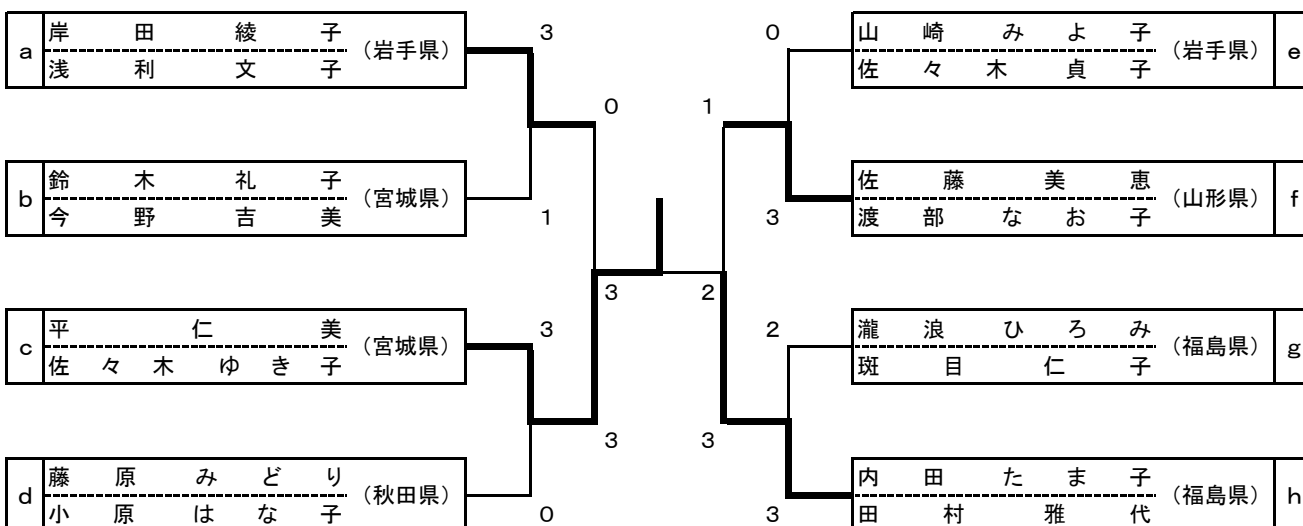 a 岸田綾子 浅利文子 （岩手県） 3
b 鈴木礼子 今野吉美 （宮城県） 1
c 平仁美 佐々木ゆき子 （宮城県） 3
d 藤原みどり 小原はな子 （秋田県） 0
0
3
3
1
2
3
0 山崎みよ子 佐々木貞子 （岩手県） e
3 佐藤美恵 渡部なお子 （山形県） f
2 瀧浪ひろみ 斑目仁子 （福島県） g
3 内田たま子 田村雅代 （福島県） h